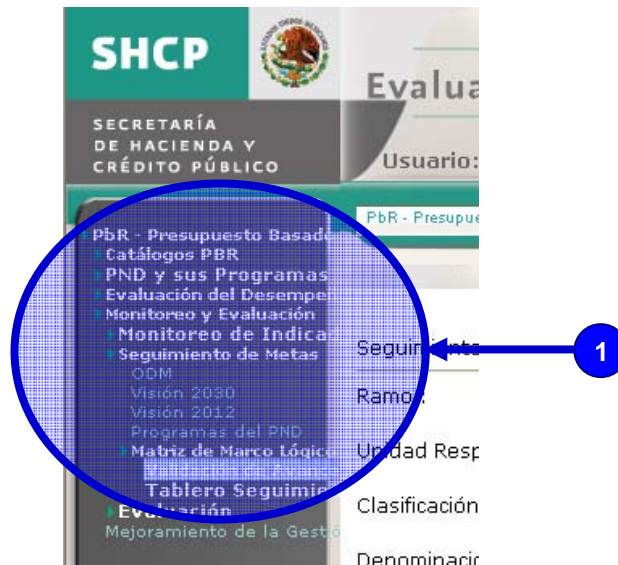 SHCP
SECRETARÍA
DE HACIENDA Y
CRÉDITO PÚBLICO
Evalua
Usuario:
PbR - Presupue
PbR - Presupuesto Basado
Catálogos PBR
PND y sus Programas
Evaluación del Desempe
Monitoreo y Evaluación
Monitoreo de Indica
Seguimiento de Metas
ODM
Visión 2030
Visión 2012
Programas del PND
Matriz de Marco Lógico
Tablero Seguimie
Evaluación
Mejoramiento de la Gestió
Ramo:
Unidad Resp
Clasificación
Denominació
1